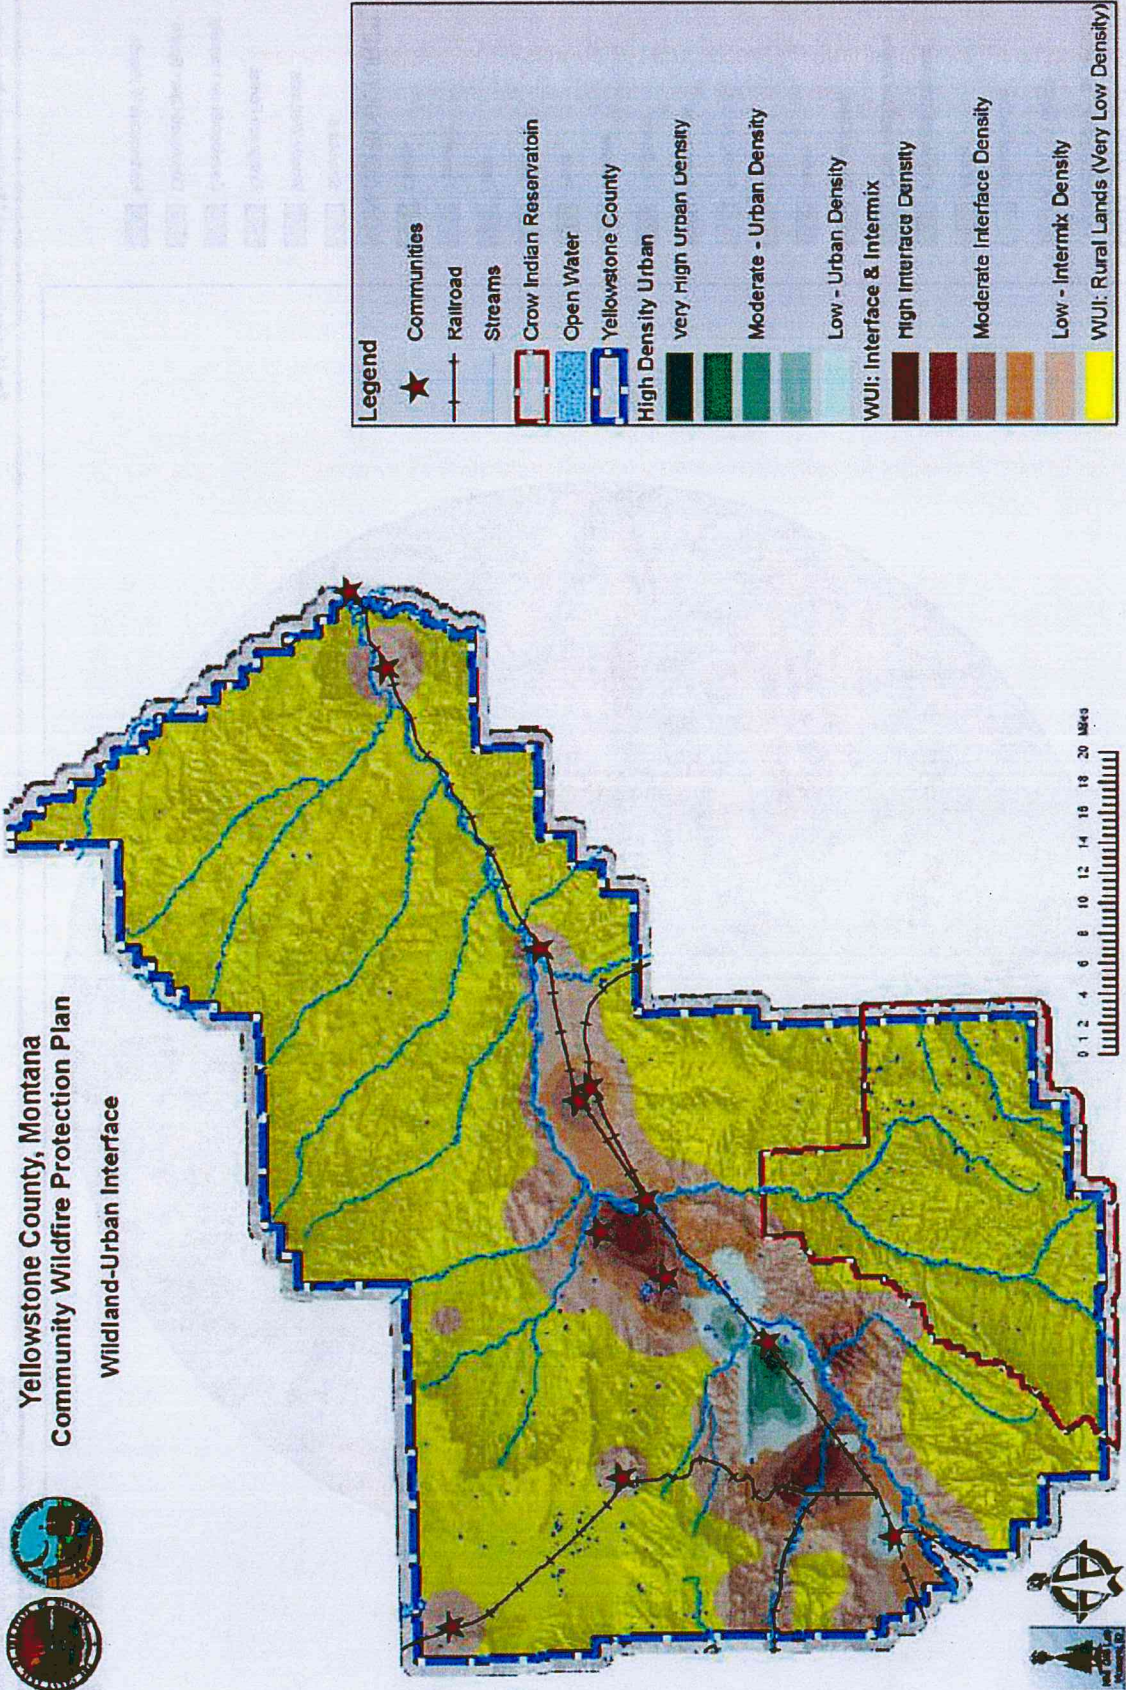 Yellowstone County, Montana
Community Wildfire Protection Plan
Wildland-Urban Interface
Legend
Communities
Railroad
Streams
Crow Indian Reservatoin
Open Water
Yellowstone County
High Density Urban
Very High Urban Density
Moderate - Urban Density
Low - Urban Density
WUI: Interface & Intermix
High Interface Density
Moderate Interface Density
Low - Intermix Density
WUI: Rural Lands (Very Low Density)
0 1 2 4 6 8 10 12 14 16 18 20 Miles